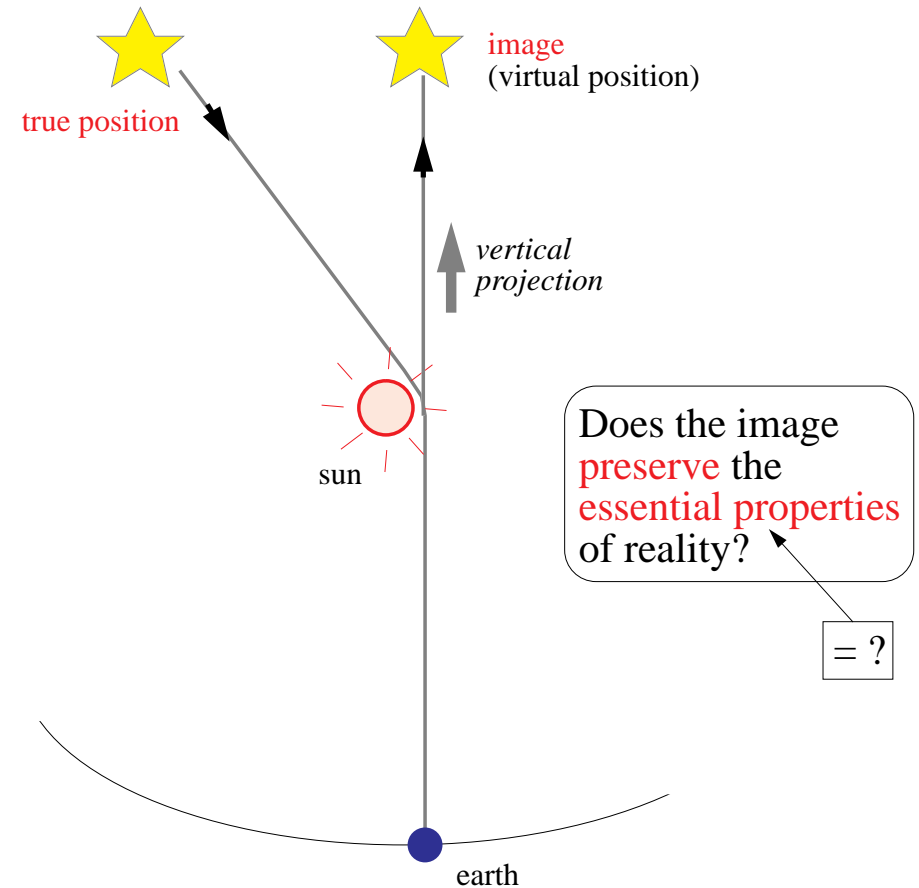 image
(virtual position)
true position
vertical
projection
sun
Does the image
preserve the
essential properties
of reality?
= ?
earth